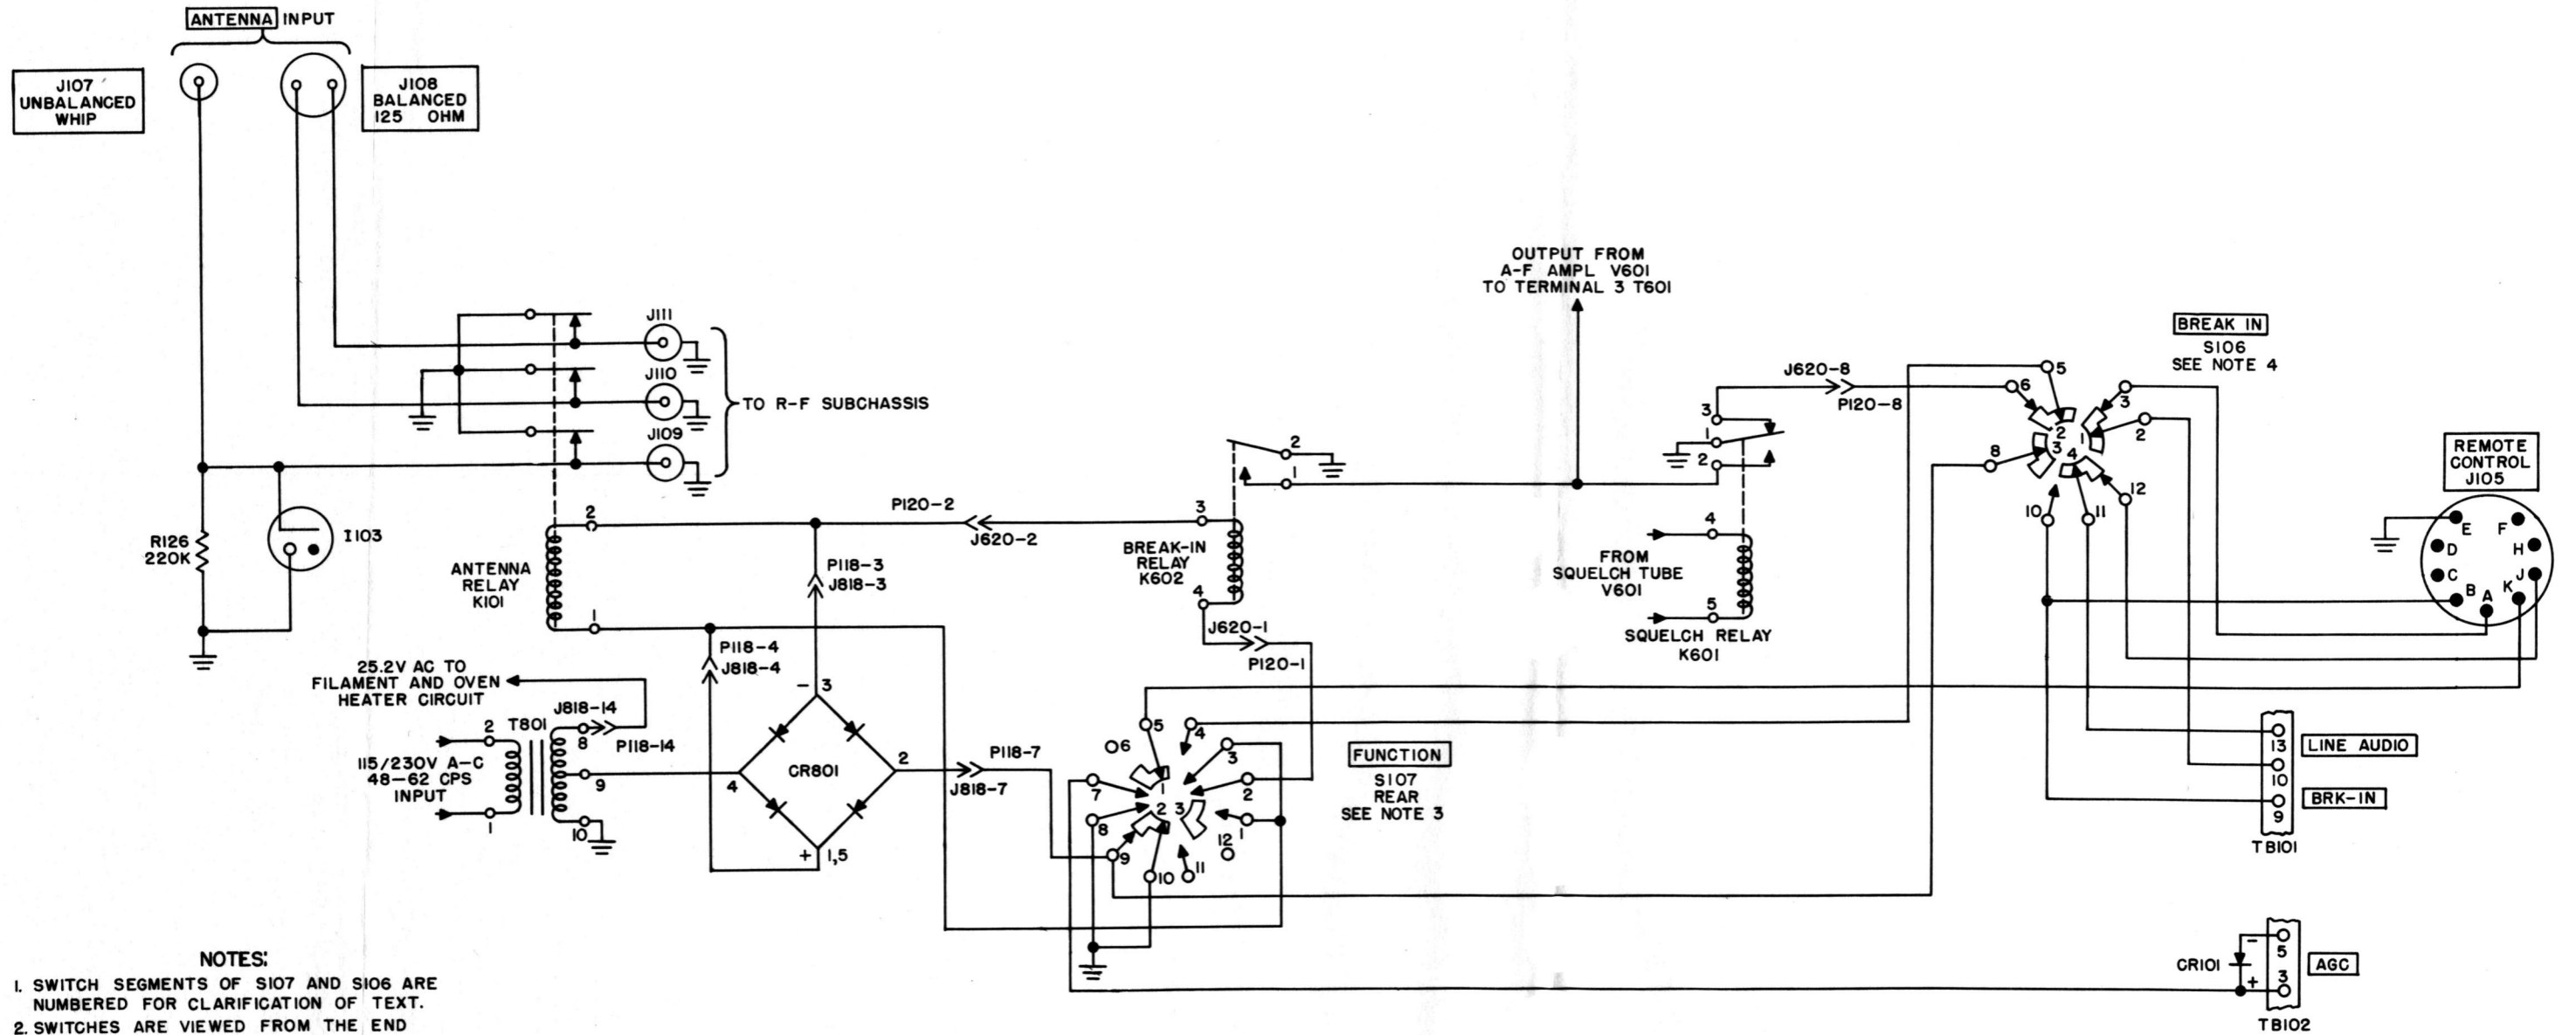 ANTENNA INPUT
J107
UNBALANCED
WHIP
J108
BALANCED
125 OHM
J111
J110
J109
TO R-F SUBCHASSIS
R126
220K
I103
ANTENNA
RELAY
K101
2
1
P120-2
J620-2
P118-3
J818-3
P118-4
J818-4
BREAK-IN
RELAY
K602
3
4
2
1
J620-1
P120-1
OUTPUT FROM
A-F AMPL V601
TO TERMINAL 3 T601
3
1
2
J620-8
P120-8
FROM
SQUELCH TUBE
V601
4
5
SQUELCH RELAY
K601
BREAK IN
S106
SEE NOTE 4
5
6
3
2
8
12
10
11
2
1
3
4
REMOTE
CONTROL
J105
E
F
D
H
C
J
B
A
K
25.2V AC TO
FILAMENT AND OVEN
HEATER CIRCUIT
J818-14
P118-14
T801
2
8
115/230V A-C
48-62 CPS
INPUT
9
1
10
- 3
4
CR801
2
+ 1,5
P118-7
J818-7
5
4
6
3
7
2
8
1
9
12
10
11
1
2 3
FUNCTION
S107
REAR
SEE NOTE 3
13
LINE AUDIO
10
BRK-IN
9
TB101
CR101
-
5
AGC
+
3
TB102
NOTES:
1. SWITCH SEGMENTS OF S107 AND S106 ARE
NUMBERED FOR CLARIFICATION OF TEXT.
2. SWITCHES ARE VIEWED FROM THE END